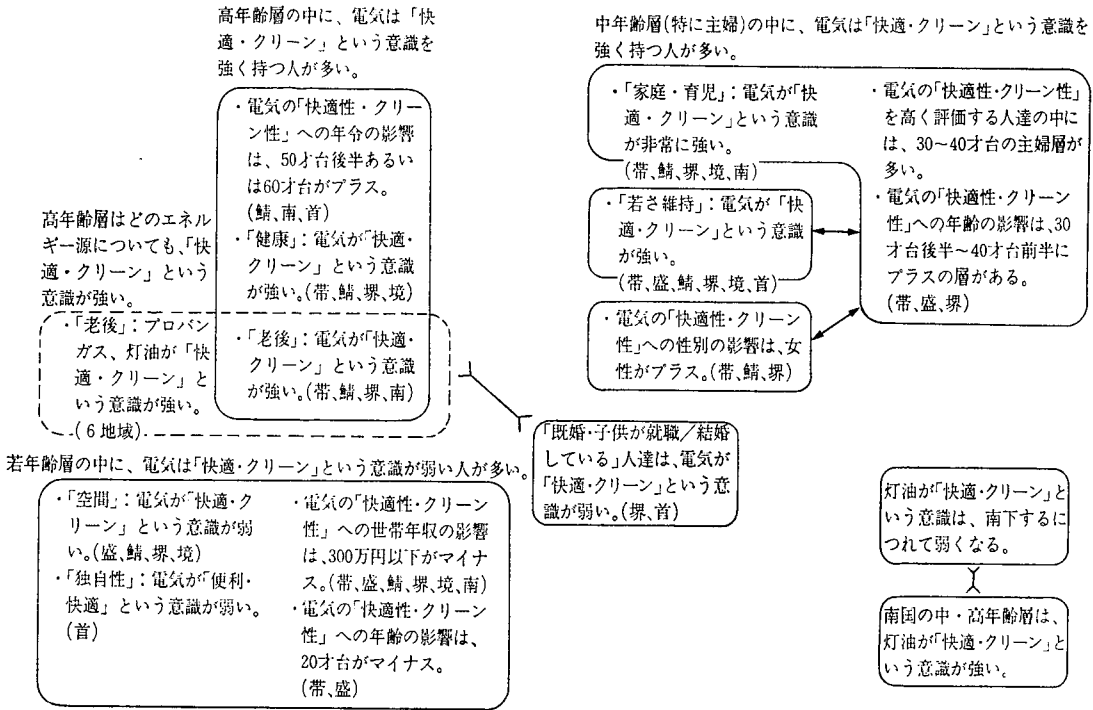 高年齢層の中に、電気は「快
適・クリーン」という意識を
強く持つ人が多い。
・電気の「快適性・クリー
ン性」への年令の影響
は、50才台後半あるい
は60才台がプラス。
(鯖、南、首)
・「健康」:電気が「快適・
クリーン」という意識
が強い。(帯、鯖、堺、境)
・「老後」:電気が「快適・
クリーン」という意識
が強い。(帯、鯖、堺、南)
高年齢層はどのエネル
ギー源についても、「快
適・クリーン」という
意識が強い。
・「老後」:プロパン
ガス、灯油が「快
適・クリーン」と
いう意識が強い。
(6地域)
中年齢層(特に主婦)の中に、電気は「快適・クリーン」という意識を
強く持つ人が多い。
・「家庭・育児」:電気が「快
適・クリーン」という意識
が非常に強い。
(帯、鯖、堺、境、南)
・「若さ維持」:電気が「快
適・クリーン」という意識
が強い。
(帯、盛、鯖、堺、境、首)
・電気の「快適性・クリーン
性」への性別の影響は、女
性がプラス。(帯、鯖、堺)
・電気の「快適性・クリーン性」
を高く評価する人達の中に
は、30〜40才台の主婦層が
多い。
・電気の「快適性・クリーン
性」への年齢の影響は、30
才台後半〜40才台前半に
プラスの層がある。
(帯、盛、堺)
「既婚・子供が就職/結婚
している」人達は、電気が
「快適・クリーン」という意
識が弱い。(堺、首)
若年齢層の中に、電気は「快適・クリーン」という意識が弱い人が多い。
・「空間」:電気が「快適・ク
リーン」という意識が弱
い。(盛、鯖、堺、境)
・「独自性」:電気が「便利・
快適」という意識が弱い。
(首)
・電気の「快適性・クリーン
性」への世帯年収の影響
は、300万円以下がマイナ
ス。(帯、盛、鯖、堺、境、南)
・電気の「快適性・クリーン
性」への年齢の影響は、
20才台がマイナス。
(帯、盛)
灯油が「快適・クリーン」と
いう意識は、南下するに
つれて弱くなる。
南国の中・高年齢層は、
灯油が「快適・クリーン」と
いう意識が強い。